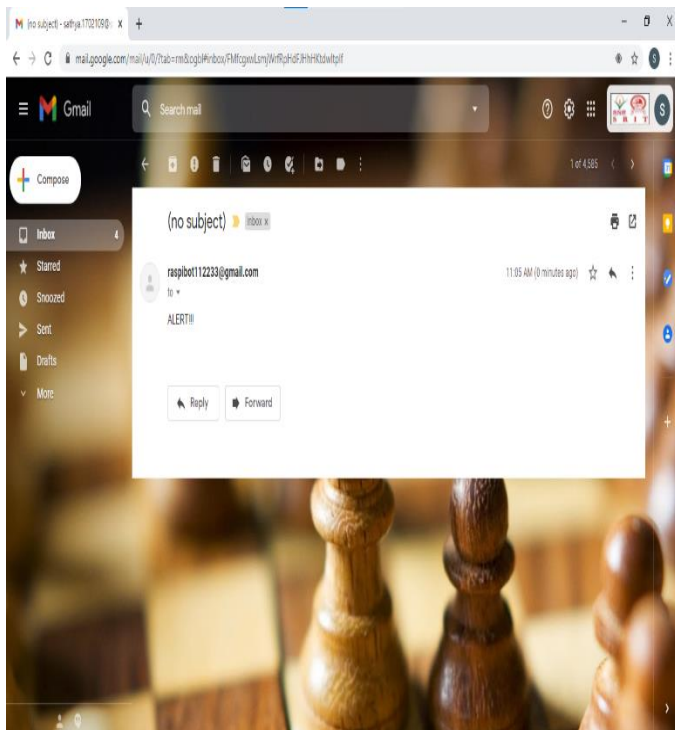 (no subject) - sathya.1702109@
mail.google.com/mail/u/0/?tab=rm&ogbl#inbox/
Gmail
Search mail
S
Compose
1 of 4,585
Inbox 4
(no subject) Inbox x
Starred
raspibot112233@gmail.com 11:05 AM (0 minutes ago)
to
Snoozed
Sent
ALERT!!!
Drafts
More
Reply Forward